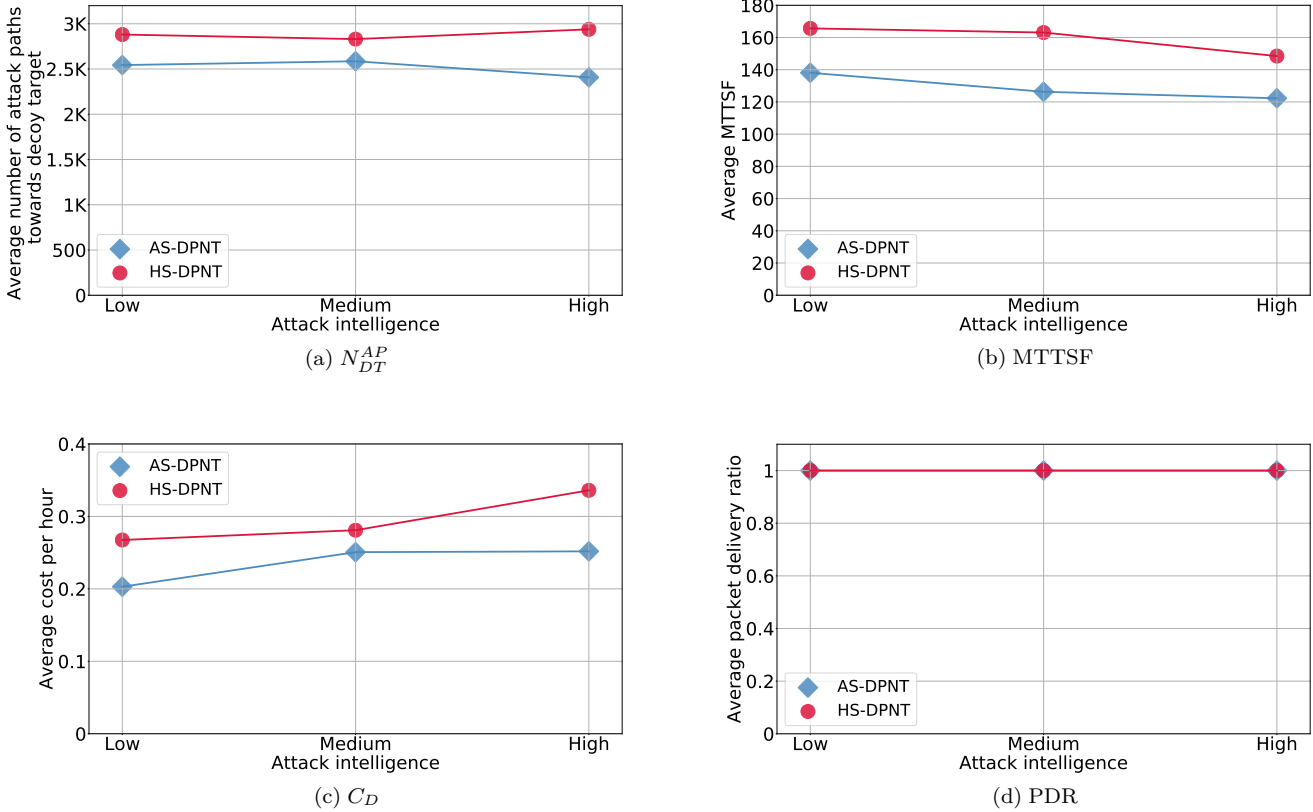 Average number of attack paths
towards decoy target
3K
2.5K
2K
1.5K
1K
500
0
AS-DPNT
HS-DPNT
Low Medium High
Attack intelligence
(a) $N_{DT}^{AP}$
Average MTTSF
180
160
140
120
100
80
60
40
20
0
AS-DPNT
HS-DPNT
Low Medium High
Attack intelligence
(b) MTTSF
Average cost per hour
0.4
0.3
0.2
0.1
0
AS-DPNT
HS-DPNT
Low Medium High
Attack intelligence
(c) $C_D$
Average packet delivery ratio
1
0.8
0.6
0.4
0.2
0
AS-DPNT
HS-DPNT
Low Medium High
Attack intelligence
(d) PDR